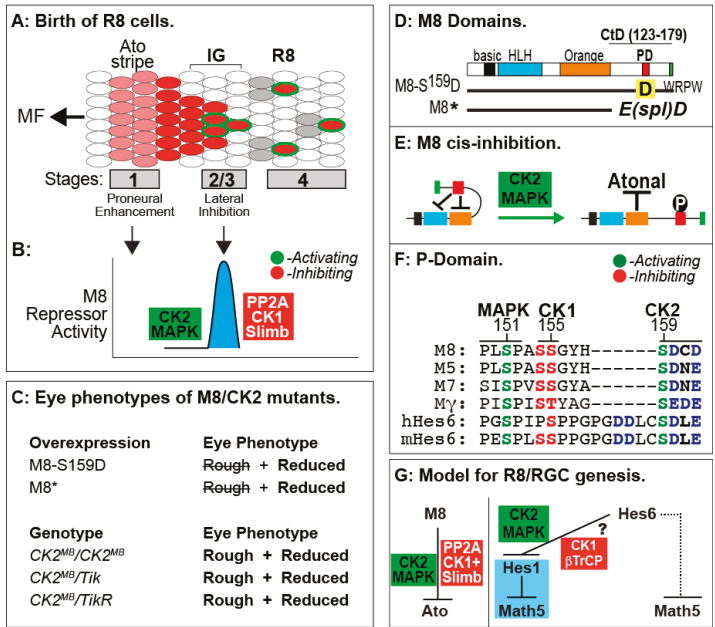 A: Birth of R8 cells.
Ato
stripe
IG
R8
MF
Stages:
1
2/3
4
Proneural
Enhancement
Lateral
Inhibition
B:
-Activating
-Inhibiting
M8
Repressor
Activity
CK2
MAPK
PP2A
CK1
Slimb
C: Eye phenotypes of M8/CK2 mutants.
Overexpression Eye Phenotype
M8-S159D Rough + Reduced
M8* Rough + Reduced
Genotype Eye Phenotype
CK2MB/CK2MB Rough + Reduced
CK2MB/Tik Rough + Reduced
CK2MB/TikR Rough + Reduced
D: M8 Domains.
CtD (123-179)
basic HLH Orange PD
M8-S159D D WRPW
M8* E(spl)D
E: M8 cis-inhibition.
CK2
MAPK
Atonal
P
F: P-Domain.
-Activating
-Inhibiting
MAPK CK1 CK2
151 155 159
M8: PLSPASSGYH------SDCD
M5: PLSPASSGYH------SDNE
M7: SISPVSSGYA------SDNE
Mγ: PISPISTYAG------SEDE
hHes6: PGSPIPSPPGPGDDLCSDLE
mHes6: PESPLSSPPGPGDDLCSDLE
G: Model for R8/RGC genesis.
M8
CK2
MAPK
PP2A
CK1+
Slimb
Ato
CK2
MAPK
Hes6
?
CK1
βTrCP
Hes1
Math5
Math5